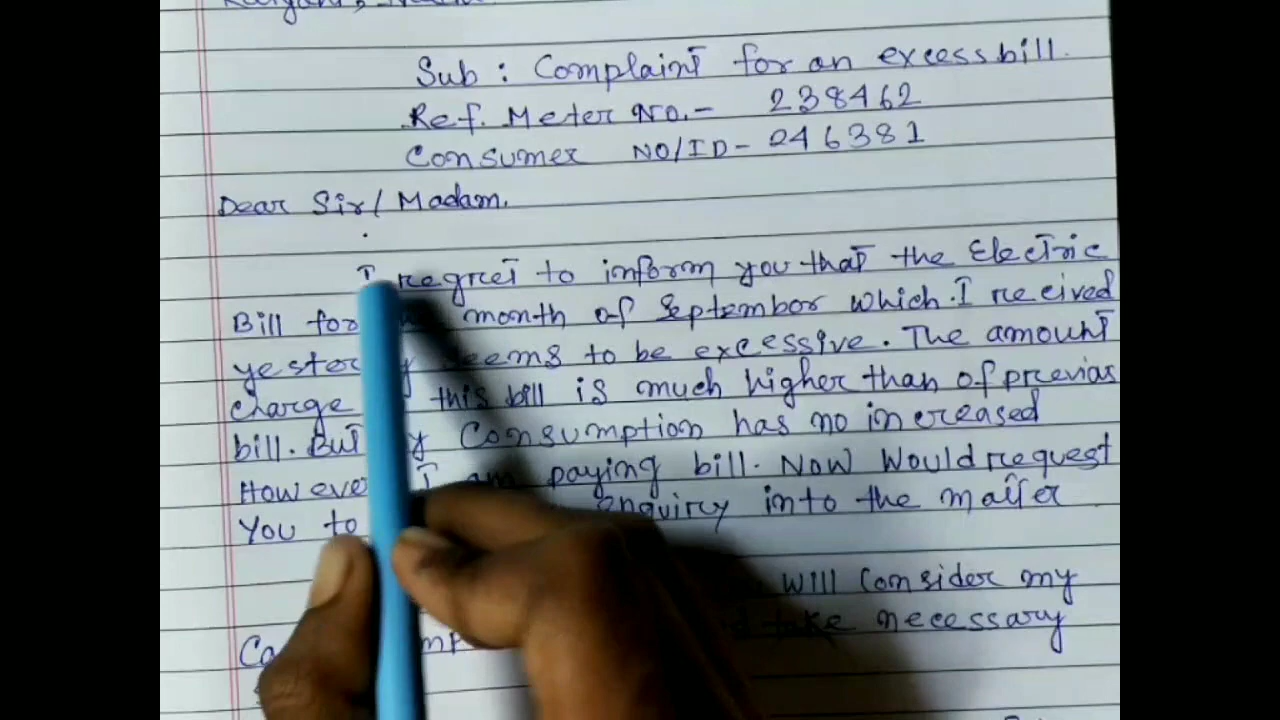 Sub : Complaint for an excess bill.
Ref. Meter No. - 238462
Consumer NO/ID - 246381
Dear Sir/ Madam.
I regret to inform you that the Electric
Bill for month of September which I received
seems to be excessive. The amount
charge this bill is much higher than of previas
bill. But Consumption has no increased
However I am paying bill. Now Would request
You to enquiry into the matter
will Consider my
take necessary